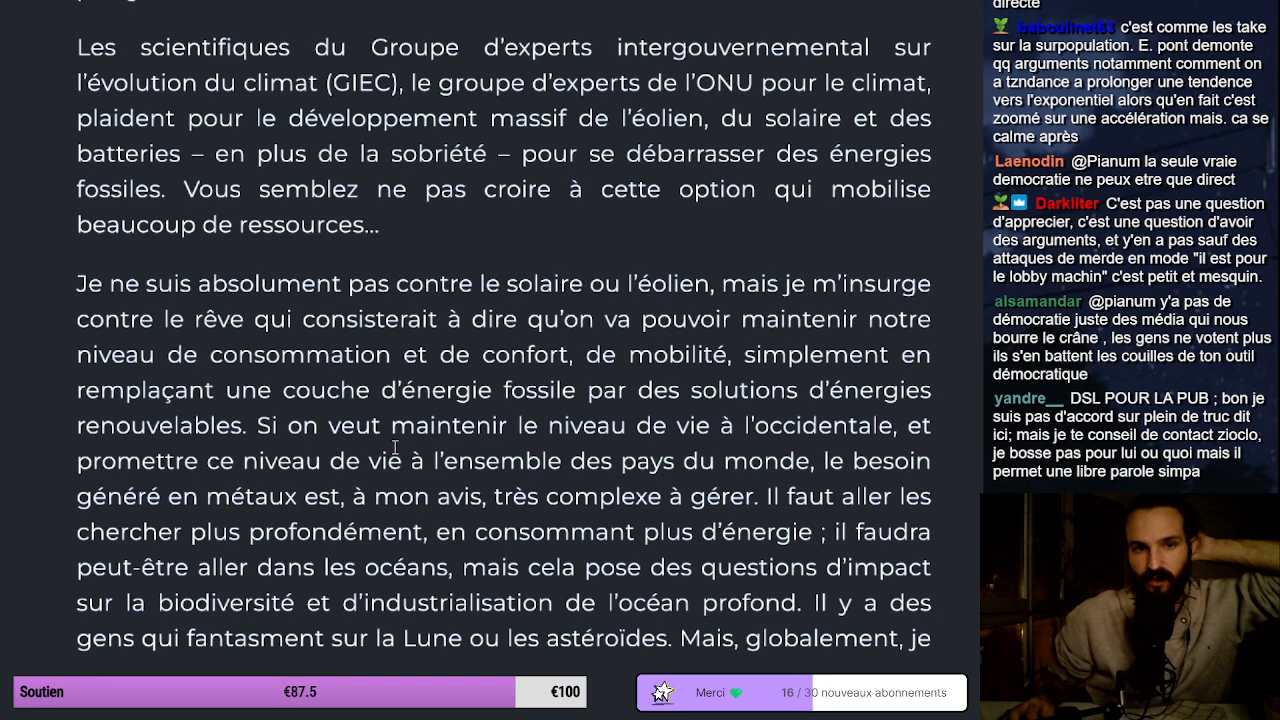 Les scientifiques du Groupe d’experts intergouvernemental sur
l’évolution du climat (GIEC), le groupe d’experts de l’ONU pour le climat,
plaident pour le développement massif de l’éolien, du solaire et des
batteries – en plus de la sobriété – pour se débarrasser des énergies
fossiles. Vous semblez ne pas croire à cette option qui mobilise
beaucoup de ressources…
Je ne suis absolument pas contre le solaire ou l’éolien, mais je m’insurge
contre le rêve qui consisterait à dire qu’on va pouvoir maintenir notre
niveau de consommation et de confort, de mobilité, simplement en
remplaçant une couche d’énergie fossile par des solutions d’énergies
renouvelables. Si on veut maintenir le niveau de vie à l’occidentale, et
promettre ce niveau de vie à l’ensemble des pays du monde, le besoin
généré en métaux est, à mon avis, très complexe à gérer. Il faut aller les
chercher plus profondément, en consommant plus d’énergie ; il faudra
peut-être aller dans les océans, mais cela pose des questions d’impact
sur la biodiversité et d’industrialisation de l’océan profond. Il y a des
gens qui fantasment sur la Lune ou les astéroïdes. Mais, globalement, je
directe
baboulinet63 c'est comme les take
sur la surpopulation. E. pont demonte
qq arguments notamment comment on
a tzndance a prolonger une tendence
vers l'exponentiel alors qu'en fait c'est
zoomé sur une accélération mais. ca se
calme après
Laenodin @Pianum la seule vraie
democratie ne peux etre que direct
Darkliter C'est pas une question
d'apprecier, c'est une question d'avoir
des arguments, et y'en a pas sauf des
attaques de merde en mode "il est pour
le lobby machin" c'est petit et mesquin.
alsamandar @pianum y'a pas de
démocratie juste des média qui nous
bourre le crâne , les gens ne votent plus
ils s'en battent les couilles de ton outil
démocratique
yandre__ DSL POUR LA PUB ; bon je
suis pas d'accord sur plein de truc dit
ici; mais je te conseil de contact zioclo,
je bosse pas pour lui ou quoi mais il
permet une libre parole simpa
Soutien €87.5 €100
Merci 💚 16 / 30 nouveaux abonnements